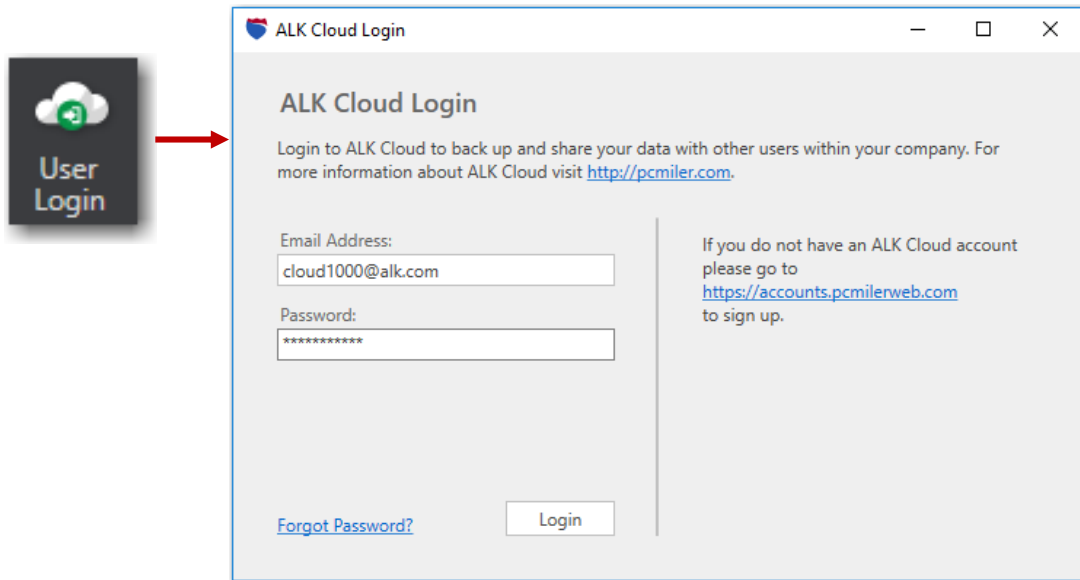 User
Login
ALK Cloud Login
ALK Cloud Login
Login to ALK Cloud to back up and share your data with other users within your company. For
more information about ALK Cloud visit http://pcmiler.com.
Email Address:
cloud1000@alk.com
Password:
***********
Forgot Password?
Login
If you do not have an ALK Cloud account
please go to
https://accounts.pcmilerweb.com
to sign up.